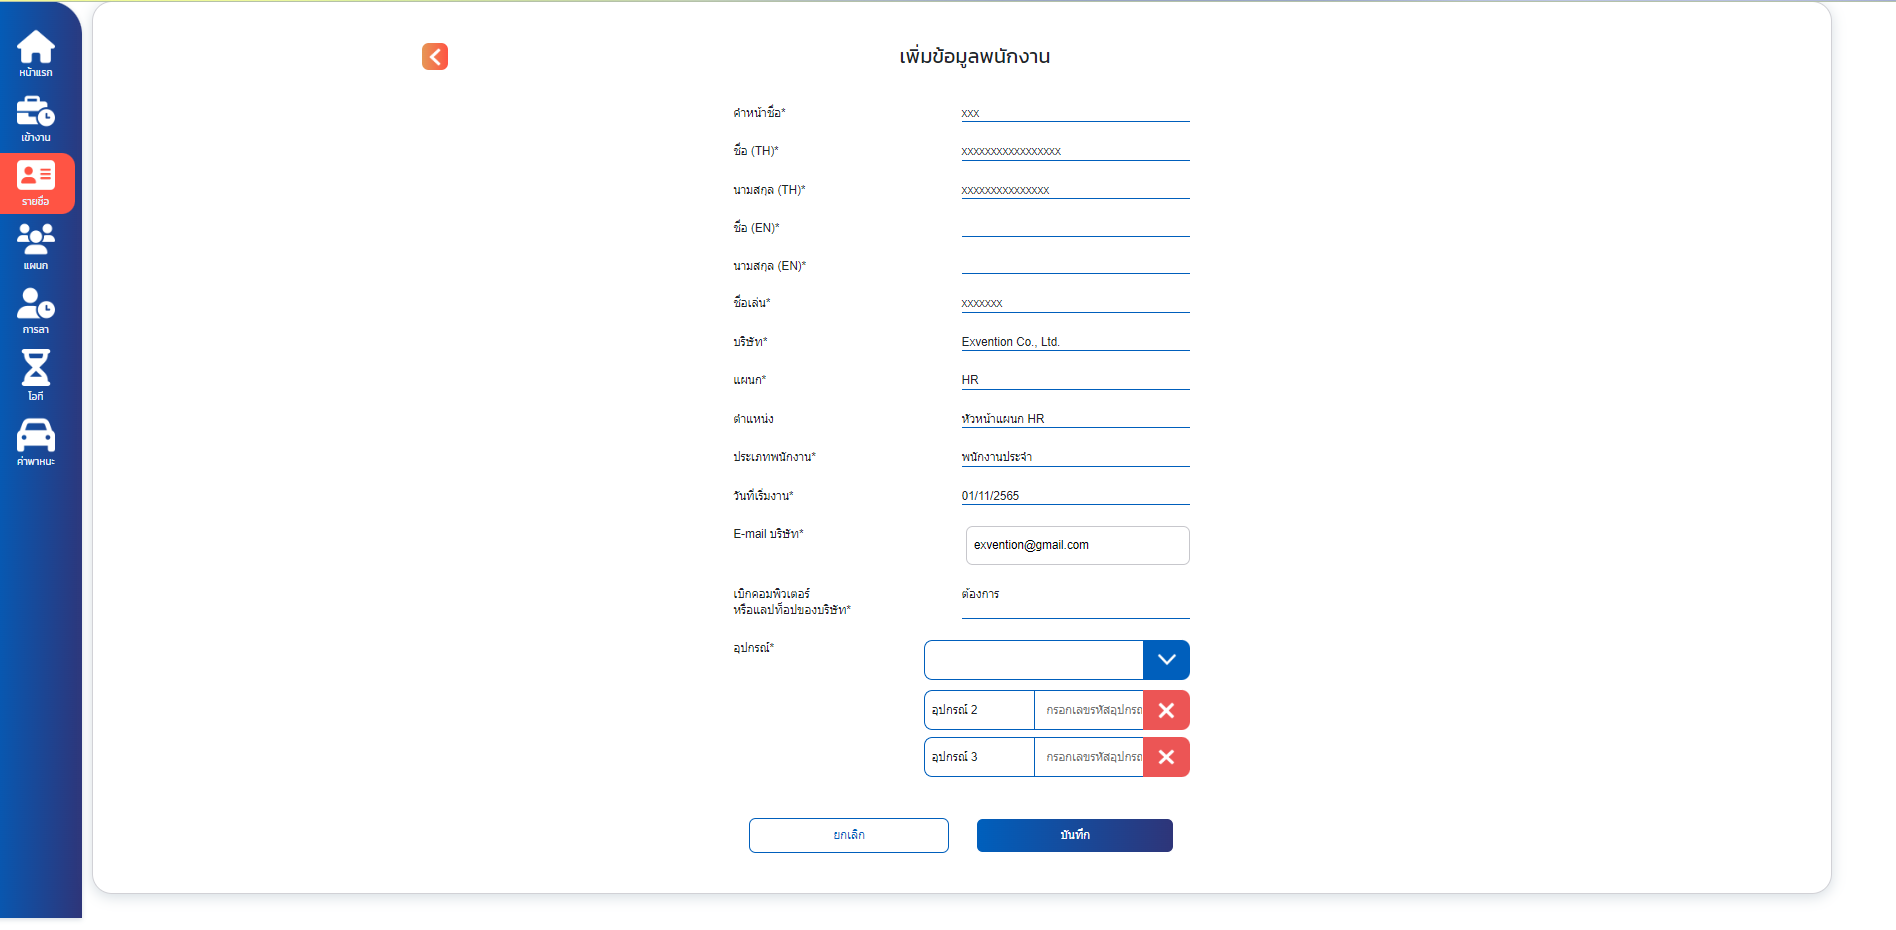 หน้าแรก
เข้างาน
รายชื่อ
แผนก
การลา
โอที
ค่าพาหนะ
เพิ่มข้อมูลพนักงาน
คำหน้าชื่อ* xxx
ชื่อ (TH)* xxxxxxxxxxxxxxxxx
นามสกุล (TH)* xxxxxxxxxxxxxxx
ชื่อ (EN)*
นามสกุล (EN)*
ชื่อเล่น* xxxxxxx
บริษัท* Exvention Co., Ltd.
แผนก* HR
ตำแหน่ง หัวหน้าแผนก HR
ประเภทพนักงาน* พนักงานประจำ
วันที่เริ่มงาน* 01/11/2565
E-mail บริษัท* exvention@gmail.com
เบิกคอมพิวเตอร์ ต้องการ
หรือแลปท็อปของบริษัท*
อุปกรณ์*
อุปกรณ์ 2 กรอกเลขรหัสอุปกรณ
อุปกรณ์ 3 กรอกเลขรหัสอุปกรณ
ยกเลิก บันทึก